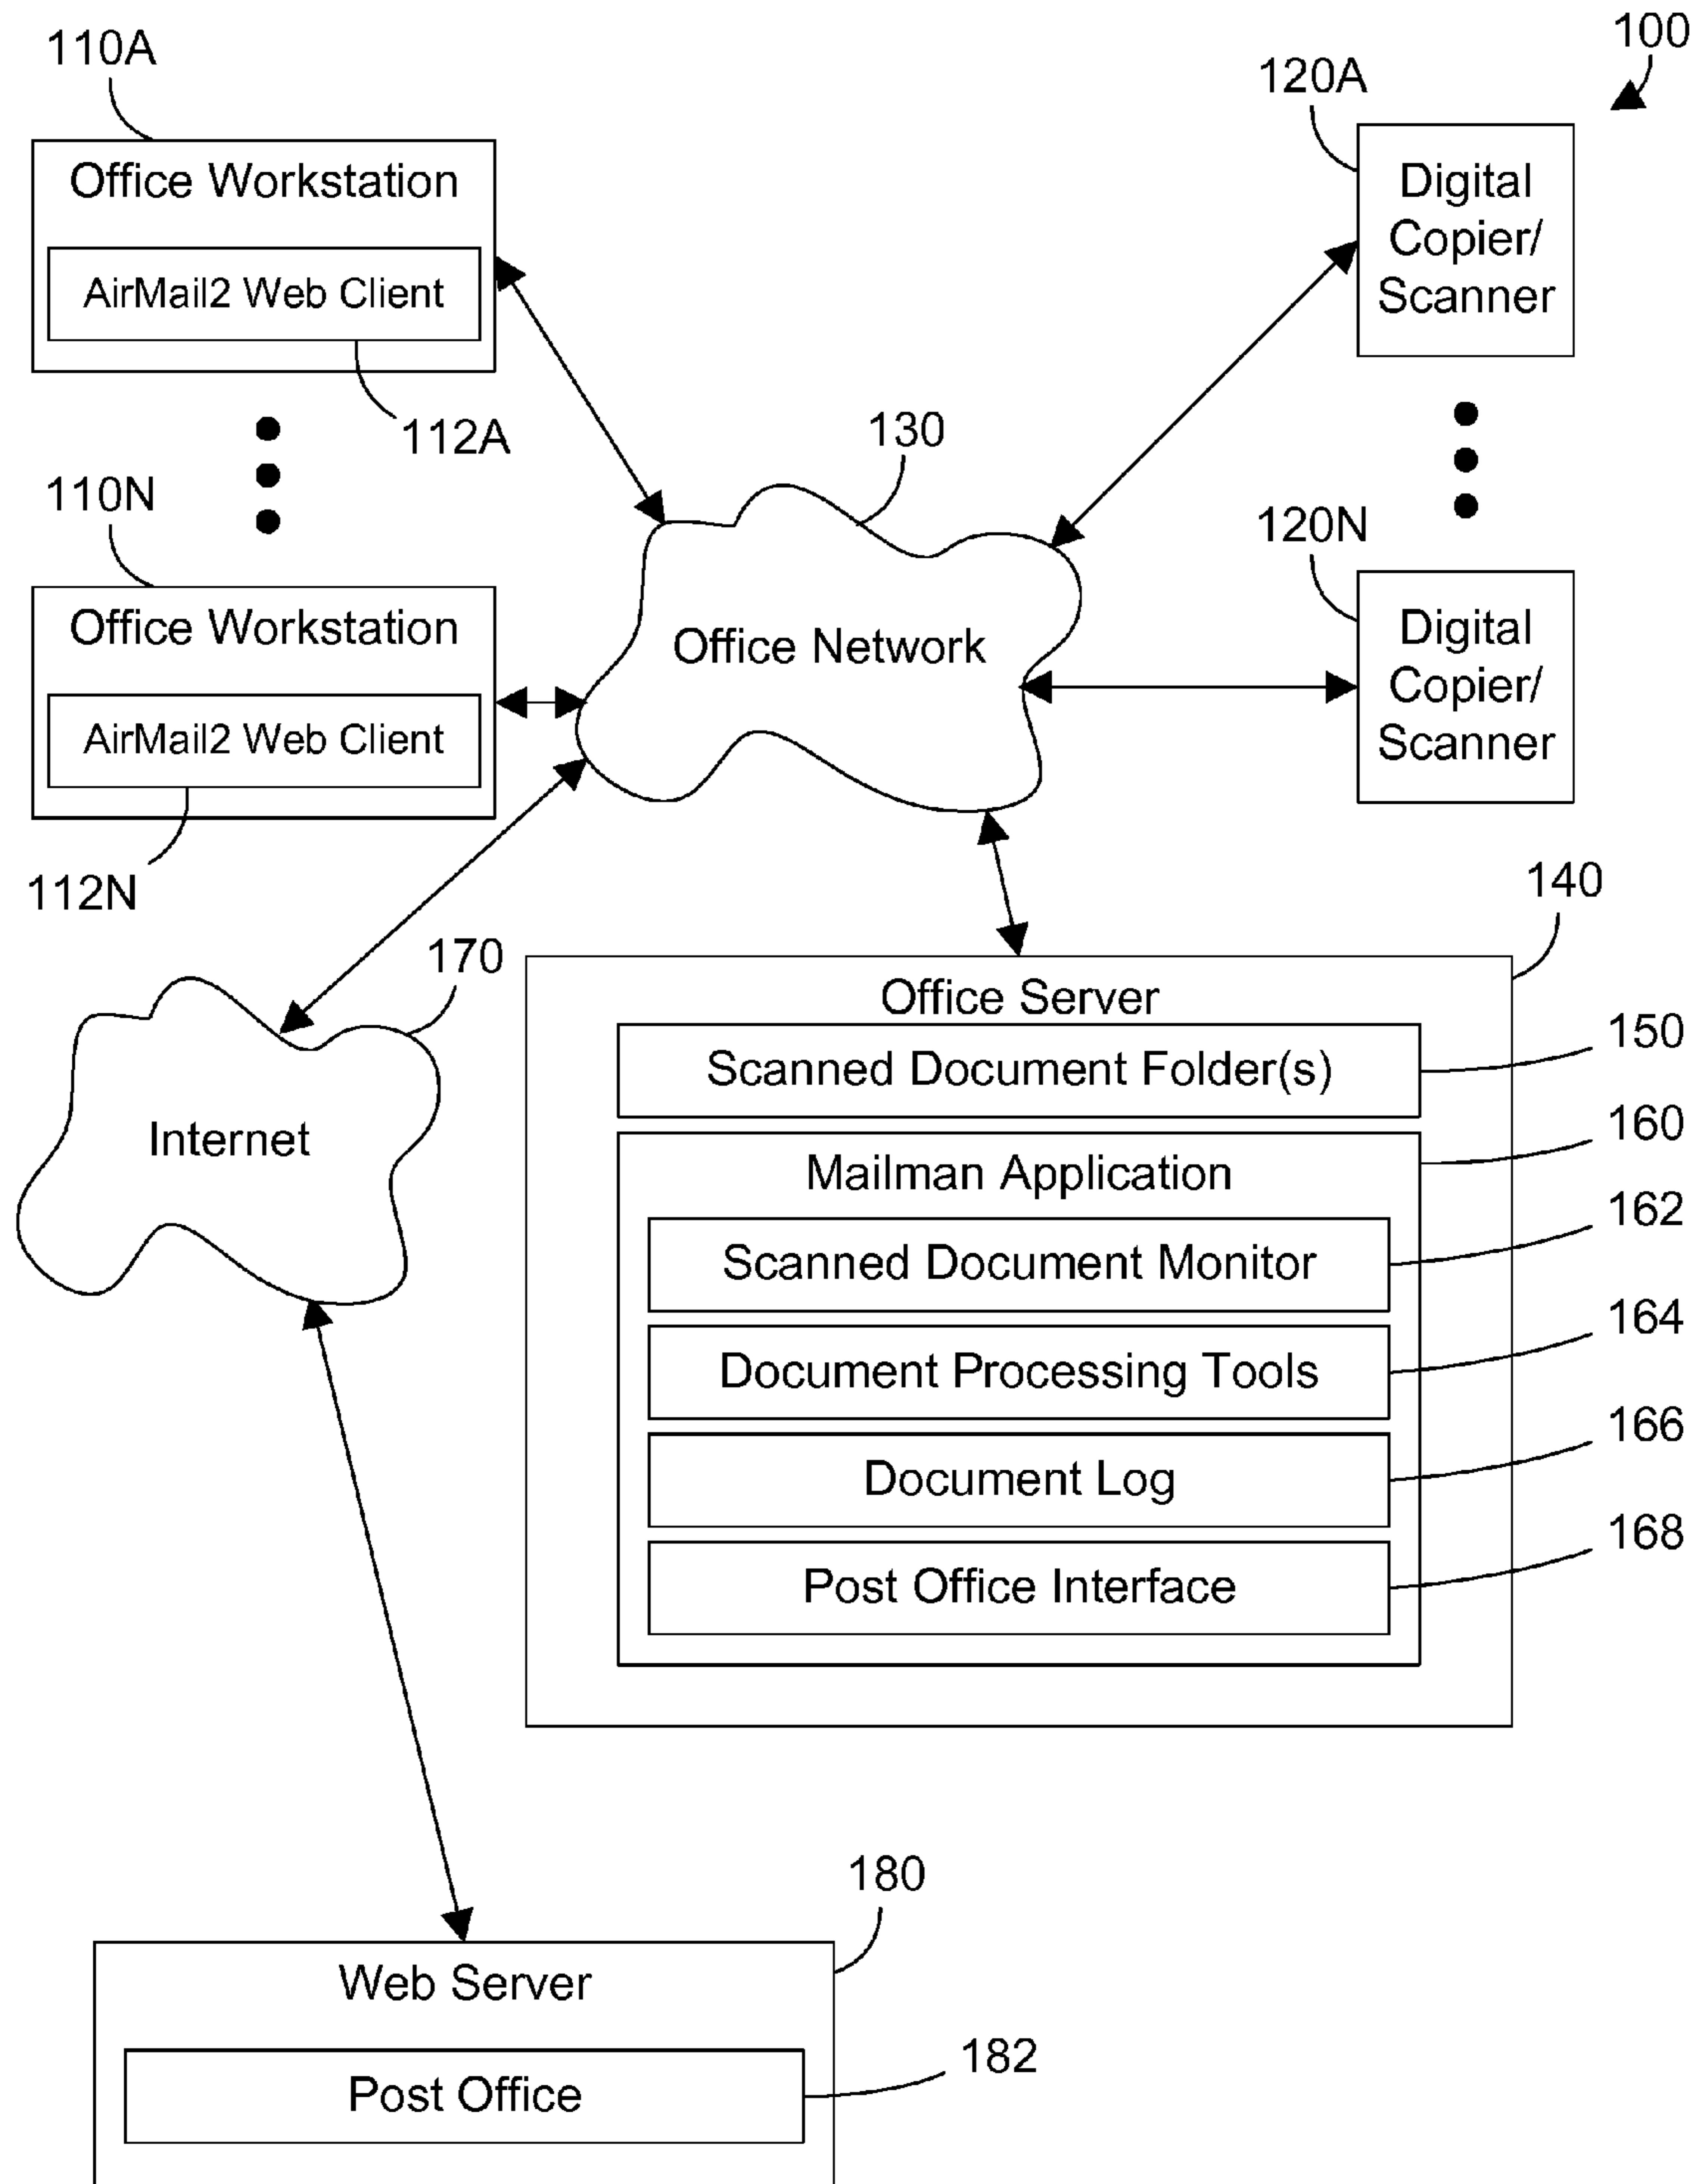 100
110A
Office Workstation
AirMail2 Web Client
112A
120A
Digital
Copier/
Scanner
130
Office Network
110N
Office Workstation
AirMail2 Web Client
112N
120N
Digital
Copier/
Scanner
170
Internet
140
Office Server
Scanned Document Folder(s)
150
Mailman Application
160
Scanned Document Monitor
162
Document Processing Tools
164
Document Log
166
Post Office Interface
168
180
Web Server
Post Office
182